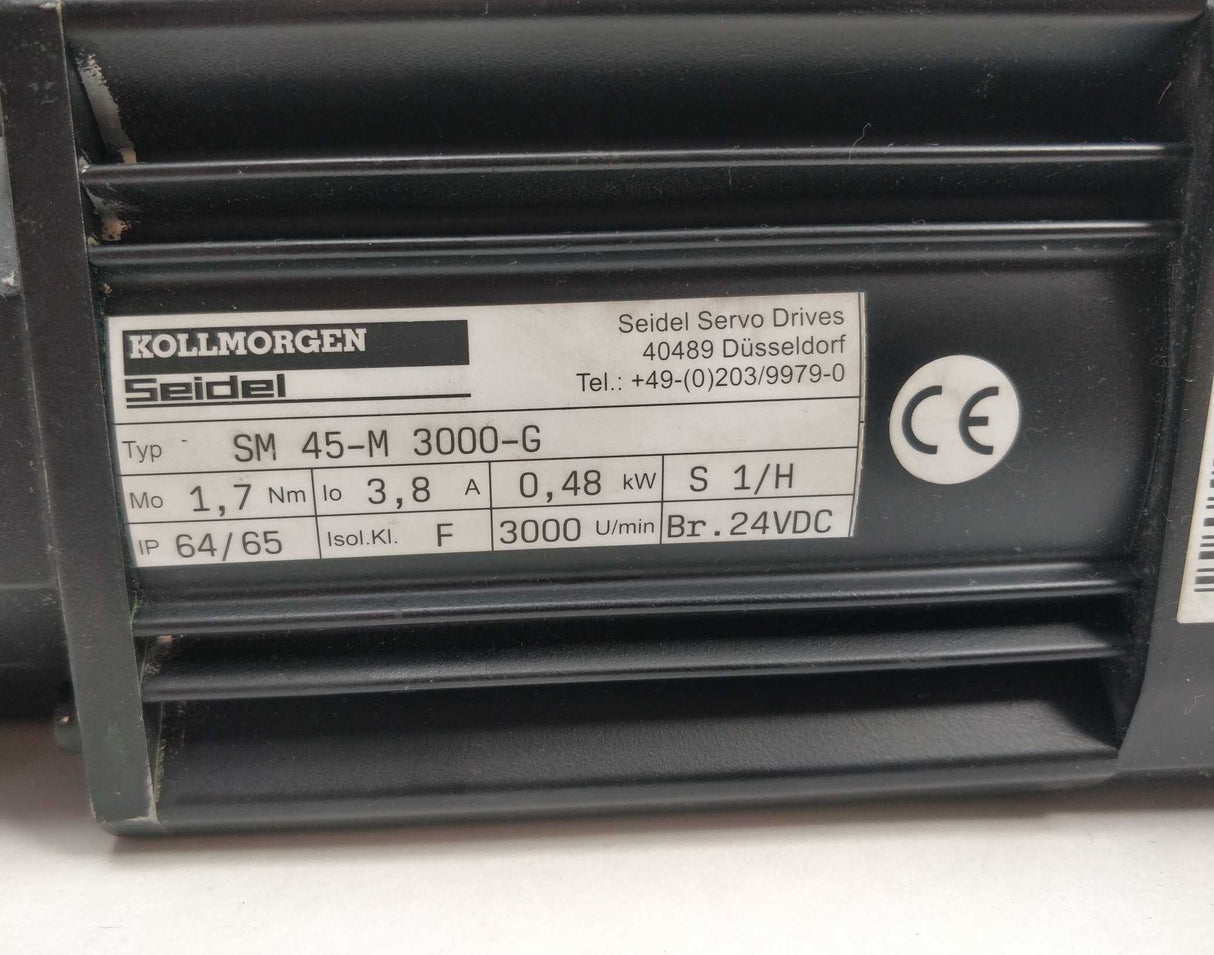 KOLLMORGEN
Seidel
Seidel Servo Drives
40489 Düsseldorf
Tel.: +49-(0)203/9979-0
Typ - SM 45-M 3000-G
Mo 1,7 Nm Io 3,8 A 0,48 kW S 1/H
IP 64/65 Isol.Kl. F 3000 U/min Br.24VDC
CE